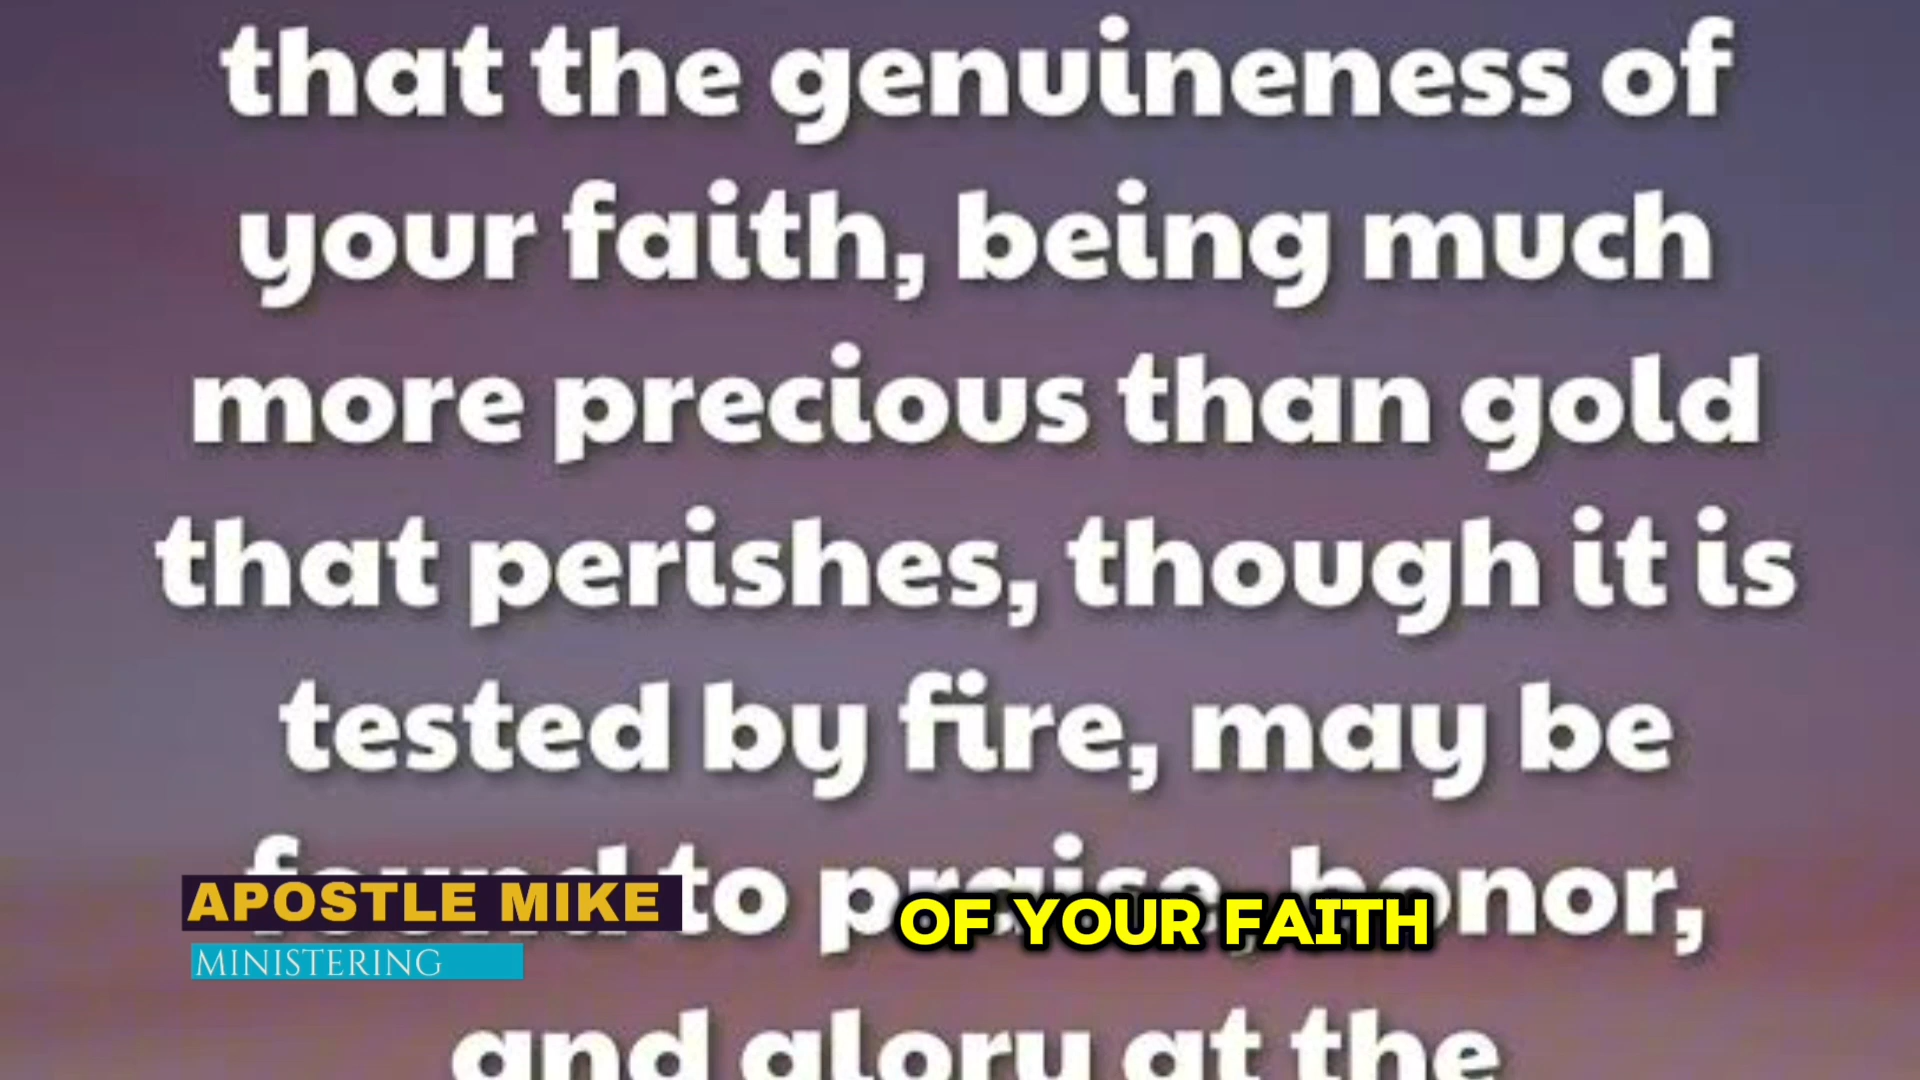 that the genuineness of
your faith, being much
more precious than gold
that perishes, though it is
tested by fire, may be
found to praise, honor,
APOSTLE MIKE
OF YOUR FAITH
MINISTERING
and glory at the